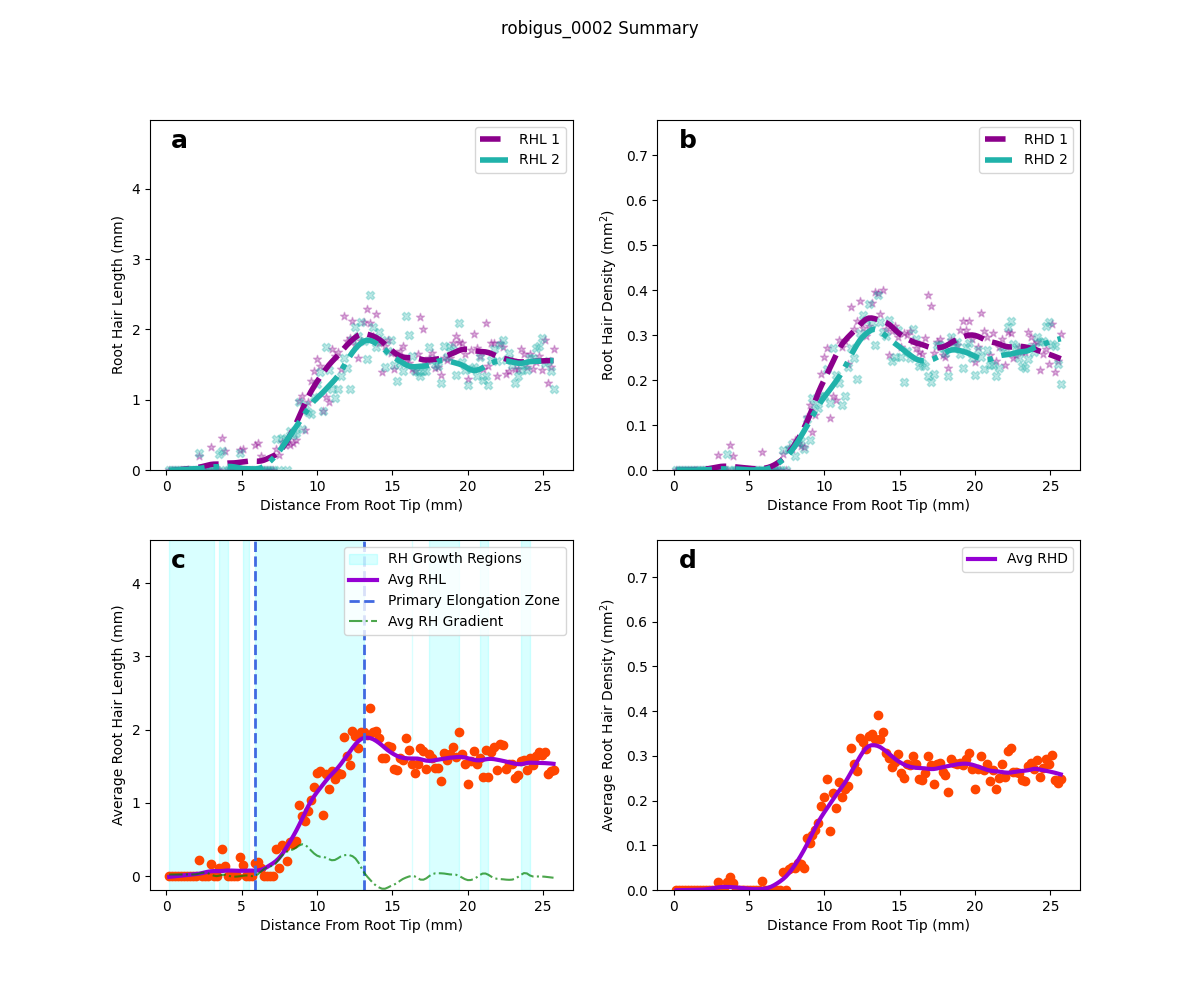 robigus_0002 Summary
a
RHL 1
RHL 2
Root Hair Length (mm)
4
3
2
1
0
0 5 10 15 20 25
Distance From Root Tip (mm)
b
RHD 1
RHD 2
Root Hair Density (mm²)
0.7
0.6
0.5
0.4
0.3
0.2
0.1
0.0
0 5 10 15 20 25
Distance From Root Tip (mm)
c
RH Growth Regions
Avg RHL
Primary Elongation Zone
Avg RH Gradient
Average Root Hair Length (mm)
4
3
2
1
0
0 5 10 15 20 25
Distance From Root Tip (mm)
d
Avg RHD
Average Root Hair Density (mm²)
0.7
0.6
0.5
0.4
0.3
0.2
0.1
0.0
0 5 10 15 20 25
Distance From Root Tip (mm)